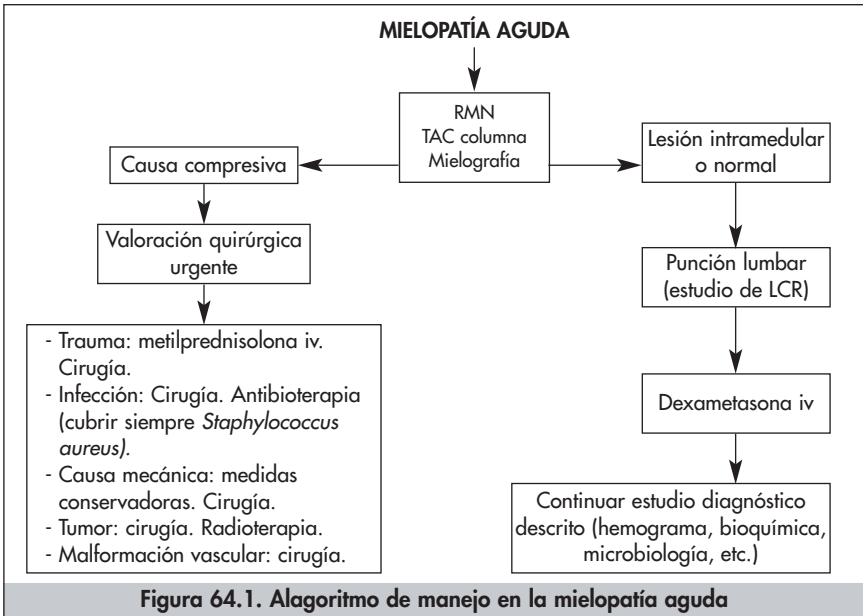 MIELOPATÍA AGUDA
RMN
TAC columna
Mielografía
Causa compresiva
Valoración quirúrgica
urgente
- Trauma: metilprednisolona iv.
Cirugía.
- Infección: Cirugía. Antibioterapia
(cubrir siempre Staphylococcus
aureus).
- Causa mecánica: medidas
conservadoras. Cirugía.
- Tumor: cirugía. Radioterapia.
- Malformación vascular: cirugía.
Lesión intramedular
o normal
Punción lumbar
(estudio de LCR)
Dexametasona iv
Continuar estudio diagnóstico
descrito (hemograma, bioquímica,
microbiología, etc.)
Figura 64.1. Alagoritmo de manejo en la mielopatía aguda